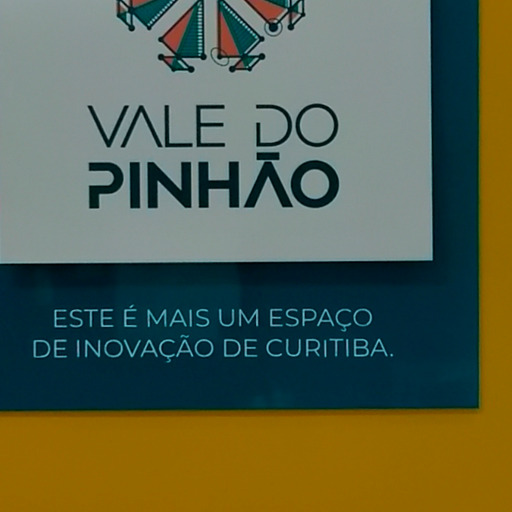 VALE DO
PINHÃO
ESTE É MAIS UM ESPAÇO
DE INOVAÇÃO DE CURITIBA.